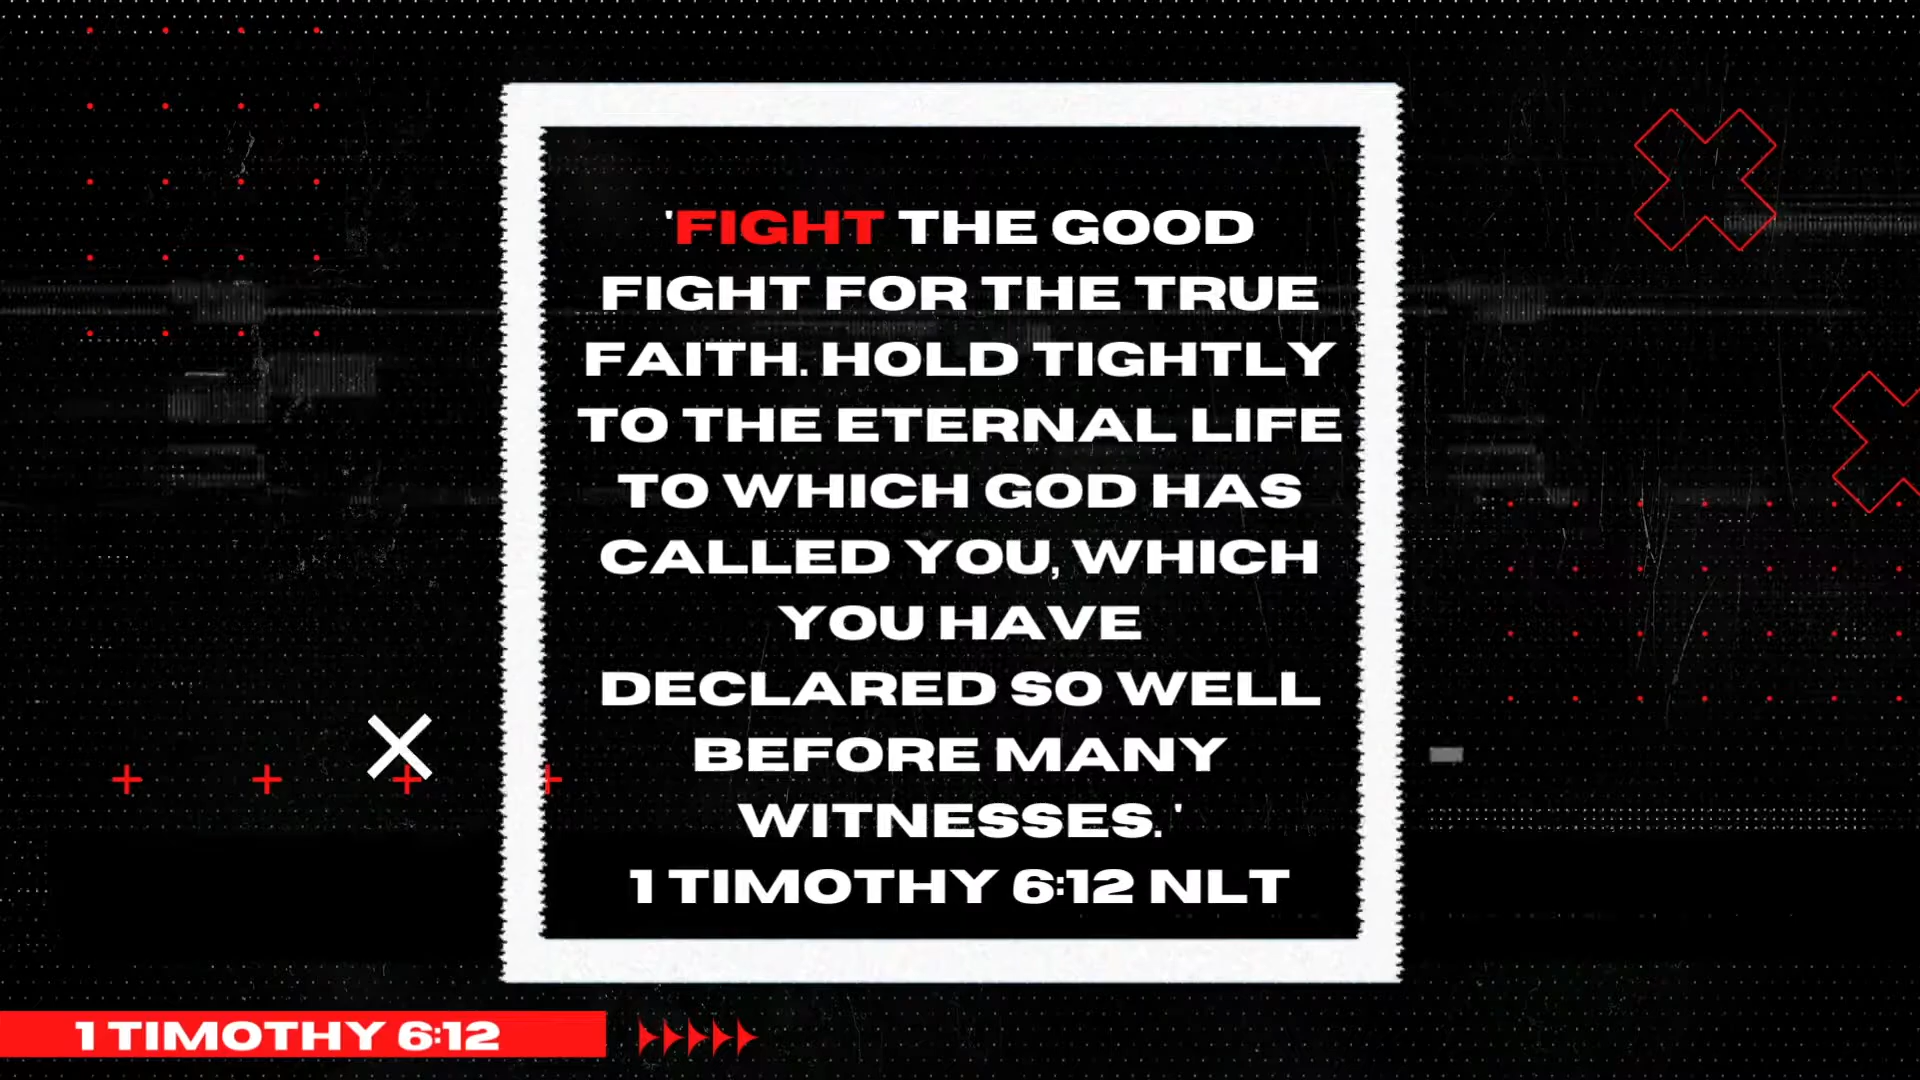 'FIGHT THE GOOD
FIGHT FOR THE TRUE
FAITH. HOLD TIGHTLY
TO THE ETERNAL LIFE
TO WHICH GOD HAS
CALLED YOU, WHICH
YOU HAVE
DECLARED SO WELL
BEFORE MANY
WITNESSES.'
1 TIMOTHY 6:12 NLT
1 TIMOTHY 6:12